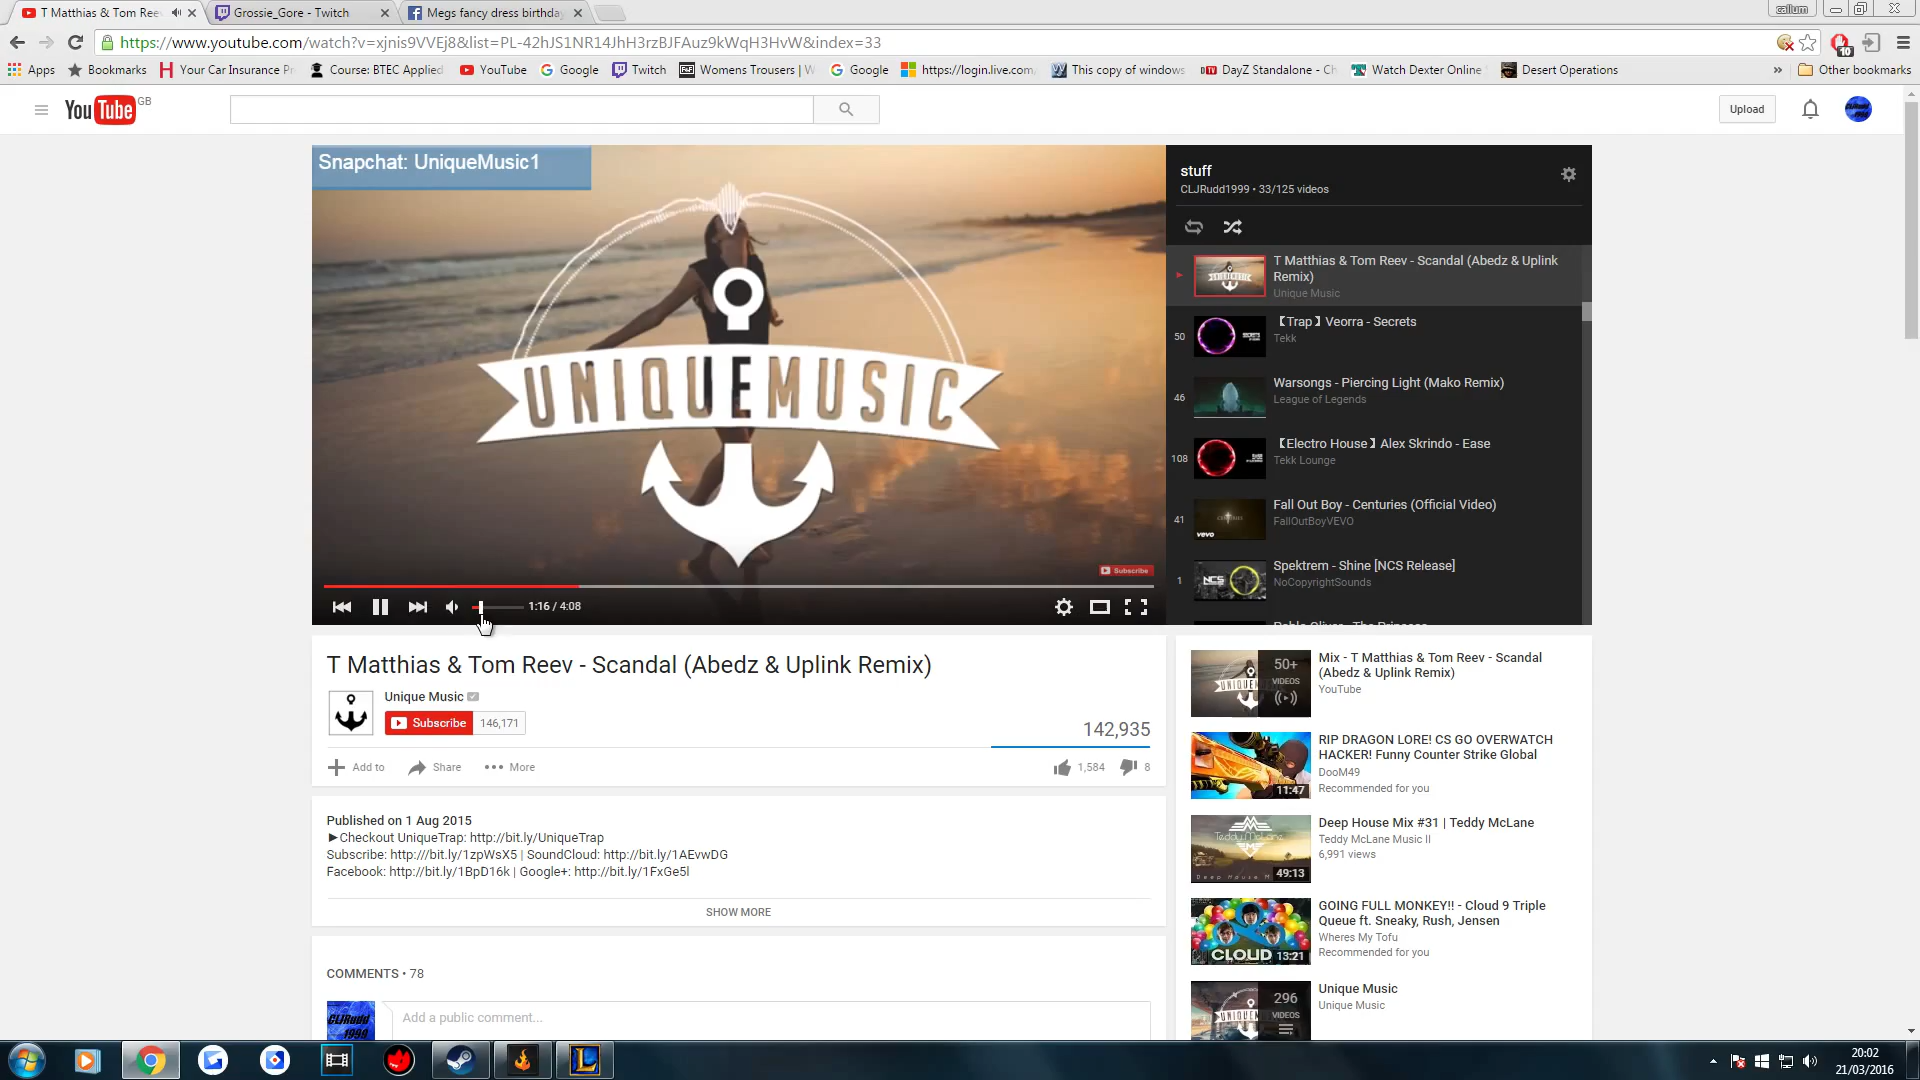 T Matthias & Tom Ree
Grossie_Gore - Twitch
Megs fancy dress birthday
callum
https://www.youtube.com/watch?v=xjnis9VVEj8&list=PL-42hJS1NR14JhH3rzBJFAuz9kWqH3HvW&index=33
10
Apps
Bookmarks
Your Car Insurance Pr
Course: BTEC Applied
YouTube
Google
Twitch
Womens Trousers | W
Google
https://login.live.com
This copy of windows
DayZ Standalone - Ch
Watch Dexter Online
Desert Operations
»
Other bookmarks
YouTube GB
Upload
Snapchat: UniqueMusic1
UNIQUEMUSIC
Subscribe
1:16 / 4:08
stuff
CLJRudd1999 • 33/125 videos
T Matthias & Tom Reev - Scandal (Abedz & Uplink
Remix)
Unique Music
50
【Trap】Veorra - Secrets
Tekk
46
Warsongs - Piercing Light (Mako Remix)
League of Legends
108
【Electro House】Alex Skrindo - Ease
Tekk Lounge
41
vevo
Fall Out Boy - Centuries (Official Video)
FallOutBoyVEVO
1
NCS
Spektrem - Shine [NCS Release]
NoCopyrightSounds
T Matthias & Tom Reev - Scandal (Abedz & Uplink Remix)
Unique Music
Subscribe
146,171
142,935
Add to
Share
More
1,584
8
Published on 1 Aug 2015
►Checkout UniqueTrap: http://bit.ly/UniqueTrap
Subscribe: http:///bit.ly/1zpWsX5 | SoundCloud: http://bit.ly/1AEvwDG
Facebook: http://bit.ly/1BpD16k | Google+: http://bit.ly/1FxGe5l
SHOW MORE
COMMENTS • 78
CLJRudd
1999
Add a public comment...
50+
VIDEOS
Mix - T Matthias & Tom Reev - Scandal
(Abedz & Uplink Remix)
YouTube
11:47
RIP DRAGON LORE! CS GO OVERWATCH
HACKER! Funny Counter Strike Global
DooM49
Recommended for you
Teddy McLane
49:13
Deep House Mix #31 | Teddy McLane
Teddy McLane Music II
6,991 views
CLOUD
13:21
GOING FULL MONKEY!! - Cloud 9 Triple
Queue ft. Sneaky, Rush, Jensen
Wheres My Tofu
Recommended for you
296
VIDEOS
Unique Music
Unique Music
20:02
21/03/2016